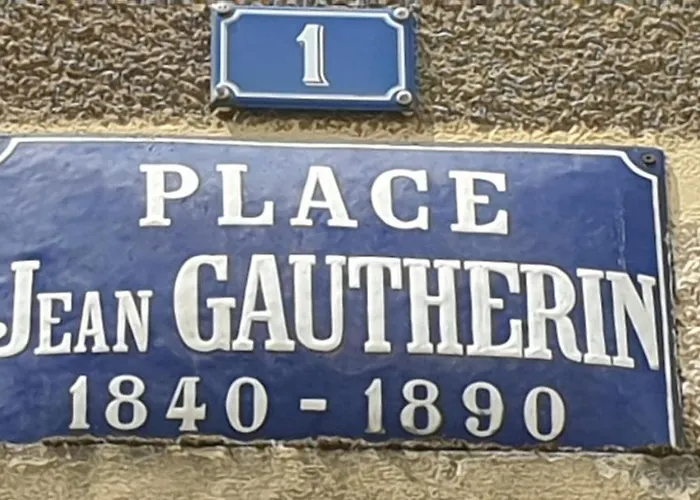 1
PLACE
JEAN GAUTHERIN
1840 - 1890